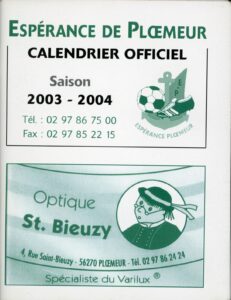 ESPÉRANCE DE PLŒMEUR
CALENDRIER OFFICIEL
Saison
2003 - 2004
Tél. : 02 97 86 75 00
Fax : 02 97 85 22 15
E
P
ESPERANCE PLŒMEUR
Optique
St. Bieuzy
4, Rue Saint-Bieuzy - 56270 PLŒMEUR - Tél. 02 97 86 24 24
Spécialiste du Varilux ®